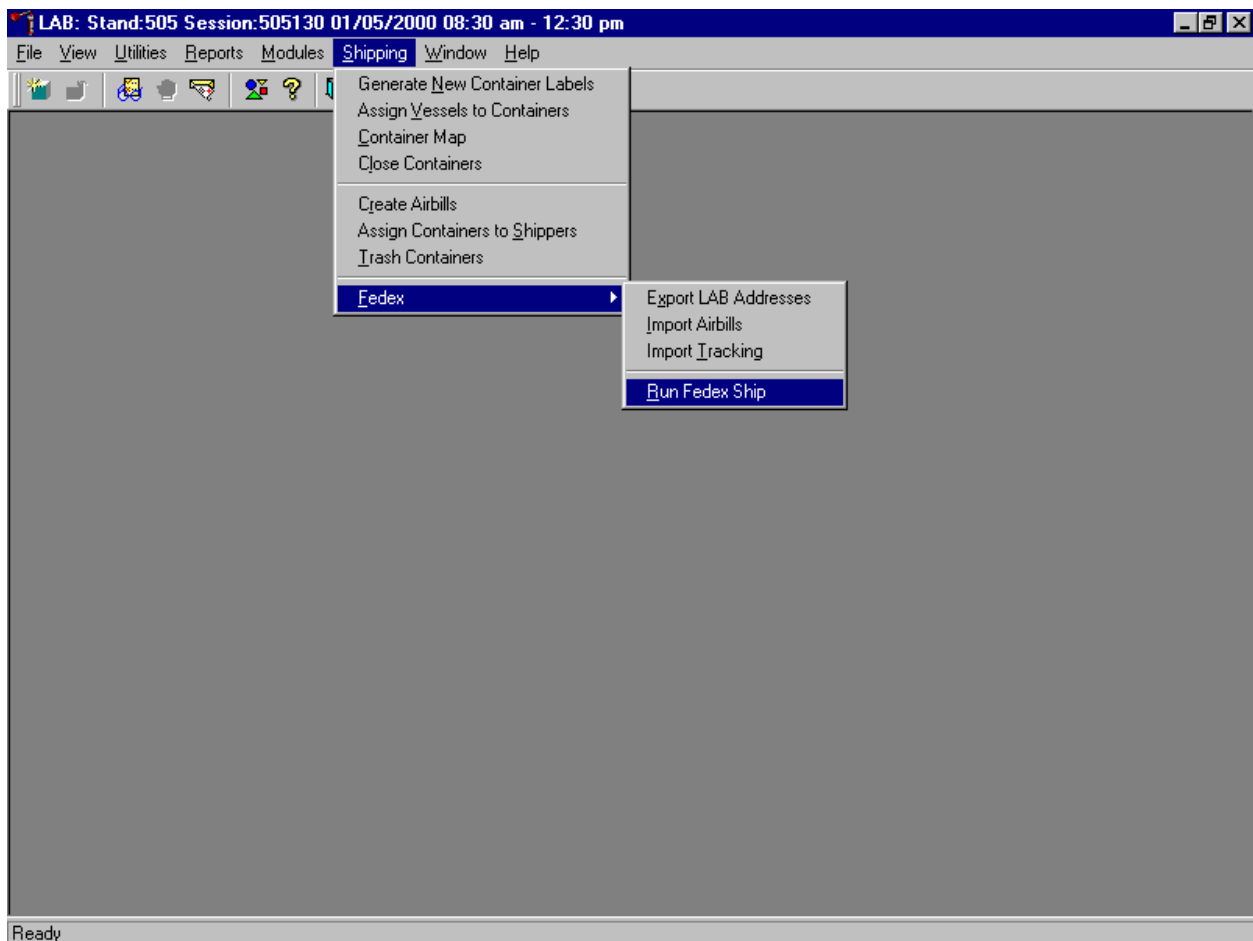 LAB: Stand:505 Session:505130 01/05/2000 08:30 am - 12:30 pm
File View Utilities Reports Modules Shipping Window Help
Generate New Container Labels
Assign Vessels to Containers
Container Map
Close Containers
Create Airbills
Assign Containers to Shippers
Trash Containers
Fedex
Export LAB Addresses
Import Airbills
Import Tracking
Run Fedex Ship
Ready